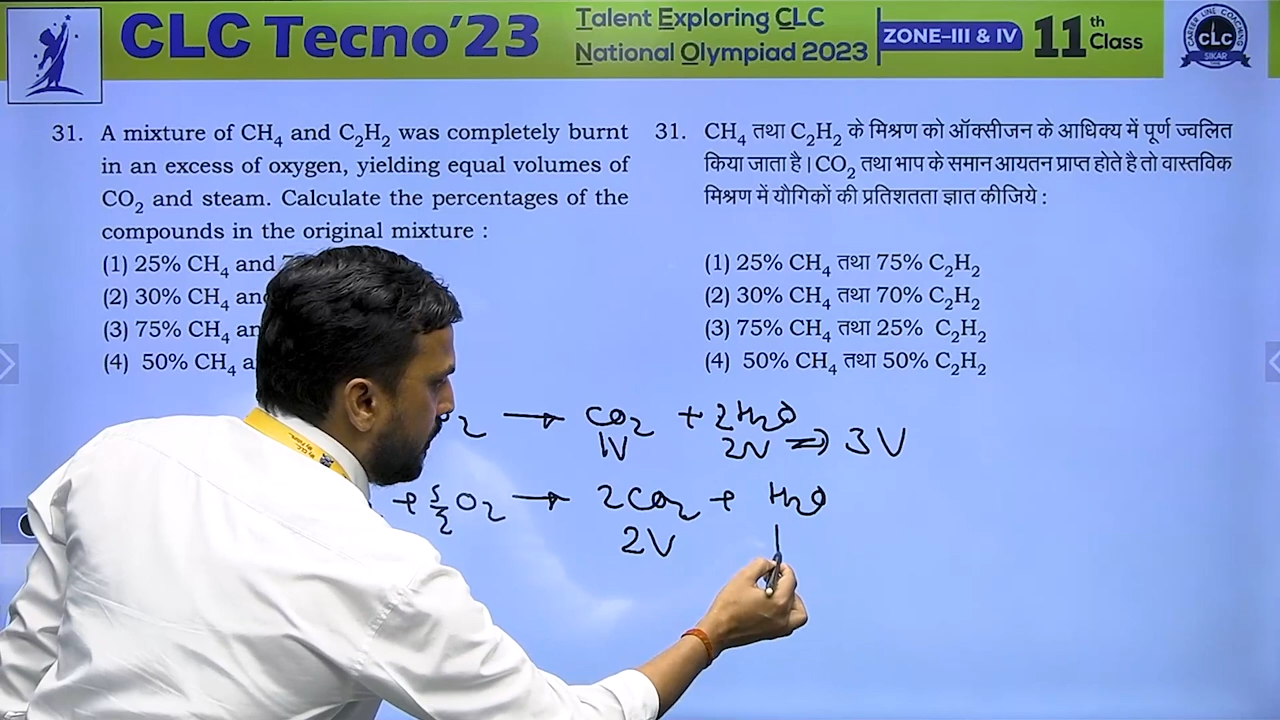 CLC Tecno'23
Talent Exploring CLC
National Olympiad 2023
ZONE–III & IV
11th Class
CAREER LINE COACHING
CLC
SIKAR
31. A mixture of CH4 and C2H2 was completely burnt
in an excess of oxygen, yielding equal volumes of
CO2 and steam. Calculate the percentages of the
compounds in the original mixture :
(1) 25% CH4 and
(2) 30% CH4 and
(3) 75% CH4
(4) 50% CH4
31. CH4 तथा C2H2 के मिश्रण को ऑक्सीजन के आधिक्य में पूर्ण ज्वलित
किया जाता है। CO2 तथा भाप के समान आयतन प्राप्त होते है तो वास्तविक
मिश्रण में यौगिकों की प्रतिशतता ज्ञात कीजिये :
(1) 25% CH4 तथा 75% C2H2
(2) 30% CH4 तथा 70% C2H2
(3) 75% CH4 तथा 25% C2H2
(4) 50% CH4 तथा 50% C2H2
O2 → CO2 + 2H2O
1V 2V ⇒ 3V
+ 5/2 O2 → 2CO2 + H2O
2V